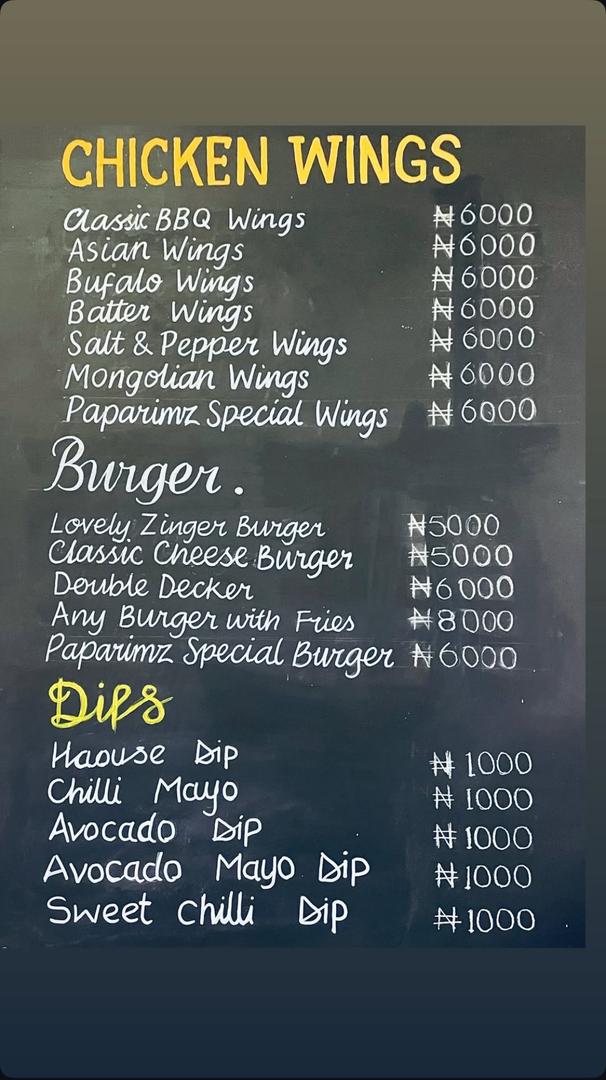 CHICKEN WINGS
Classic BBQ Wings ₦6000
Asian Wings ₦6000
Bufalo Wings ₦6000
Batter Wings ₦6000
Salt & Pepper Wings ₦6000
Mongolian Wings ₦6000
Paparimz Special Wings ₦6000
Burger.
Lovely Zinger Burger ₦5000
Classic Cheese Burger ₦5000
Double Decker ₦6000
Any Burger with Fries ₦8000
Paparimz Special Burger ₦6000
Dips
Haouse Dip ₦1000
Chilli Mayo ₦1000
Avocado Dip ₦1000
Avocado Mayo Dip ₦1000
Sweet Chilli Dip ₦1000